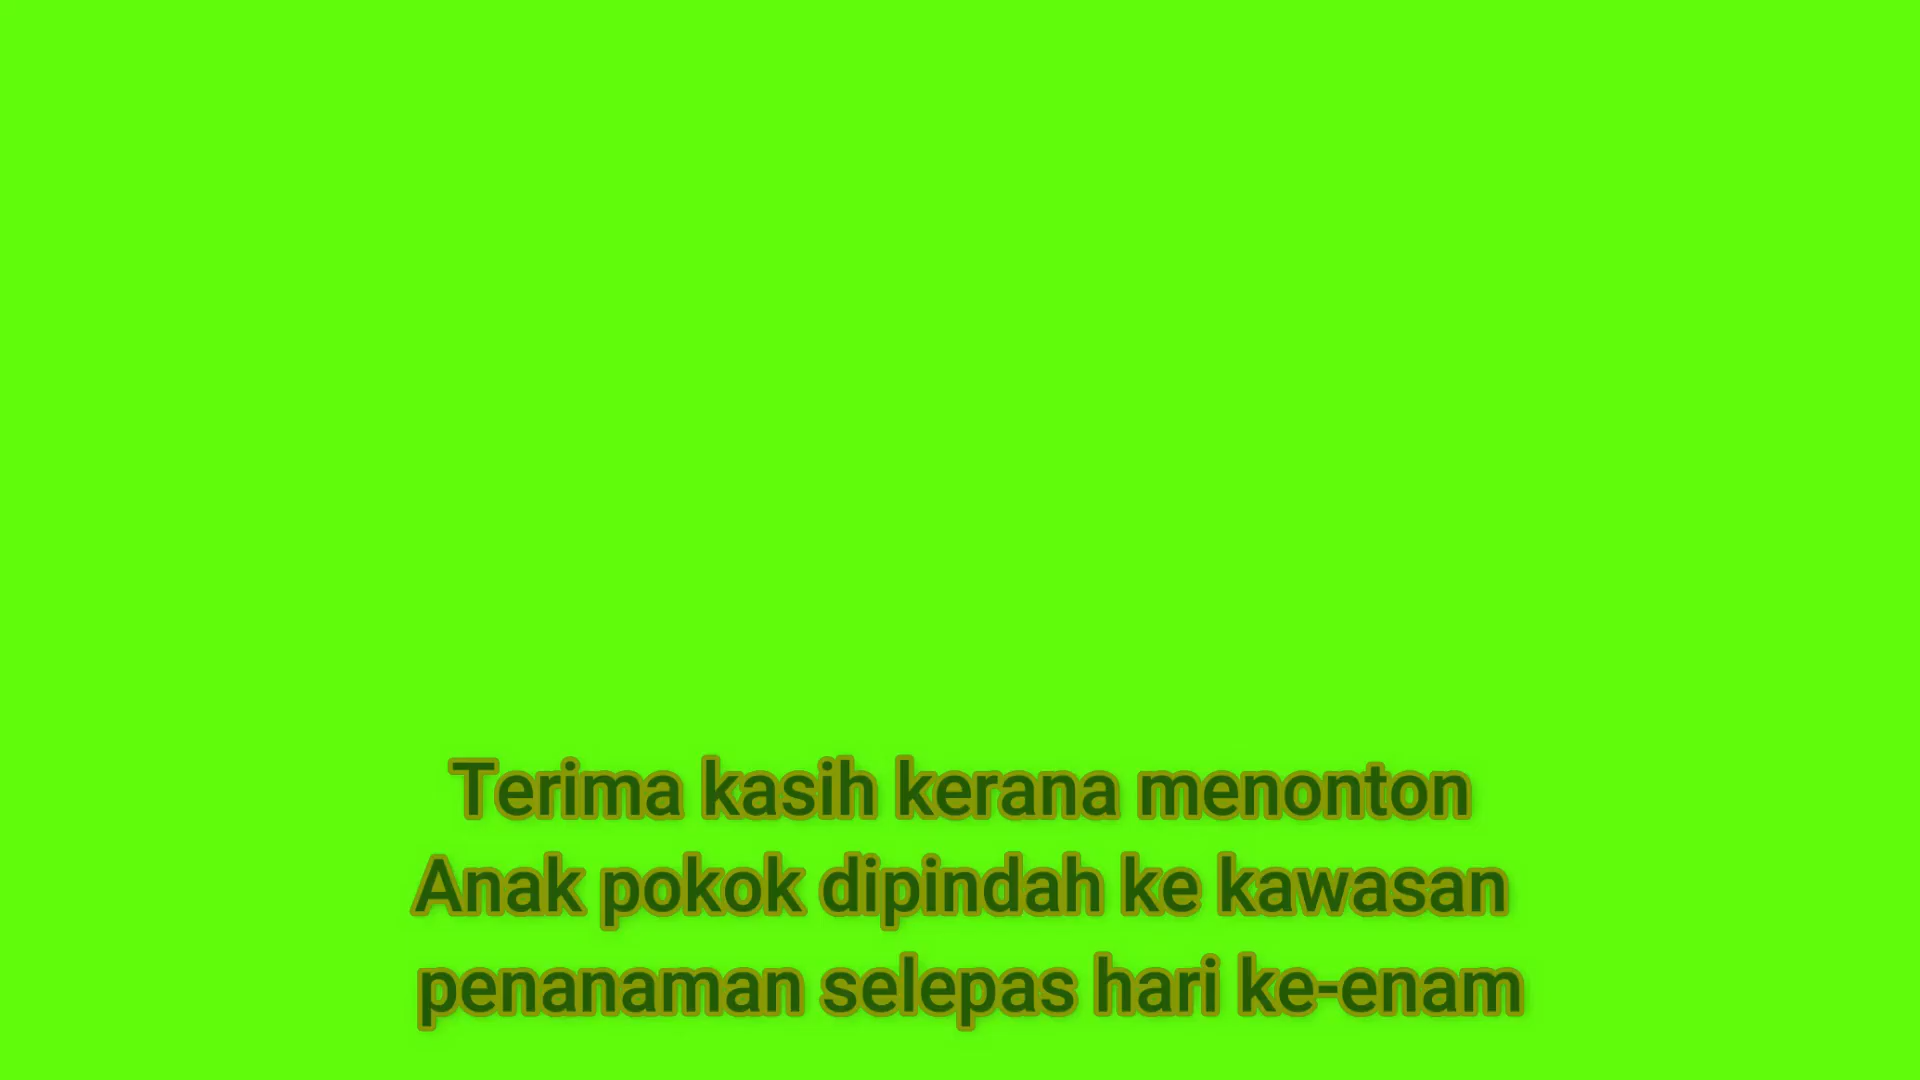 Terima kasih kerana menonton
Anak pokok dipindah ke kawasan
penanaman selepas hari ke-enam